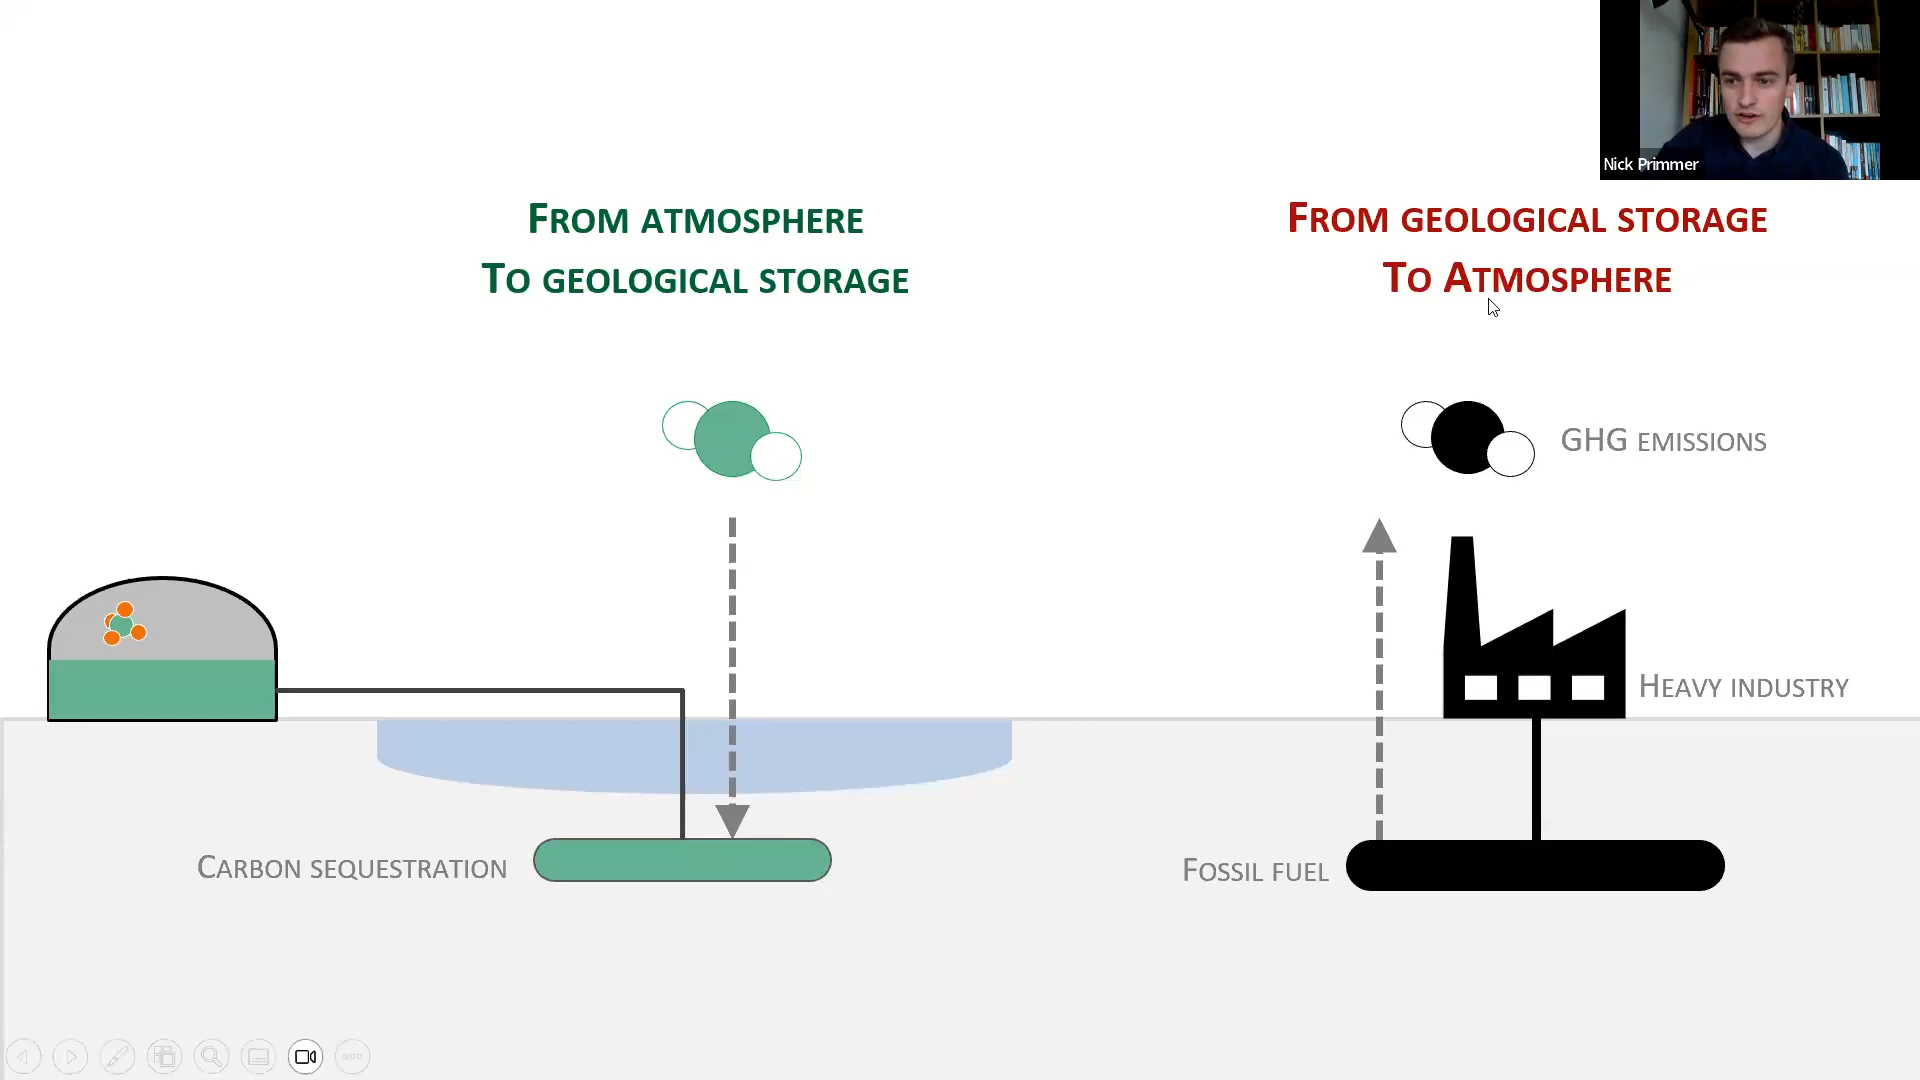 Nick Primmer
From atmosphere
To geological storage
From geological storage
To Atmosphere
GHG emissions
Heavy industry
Carbon sequestration
Fossil fuel